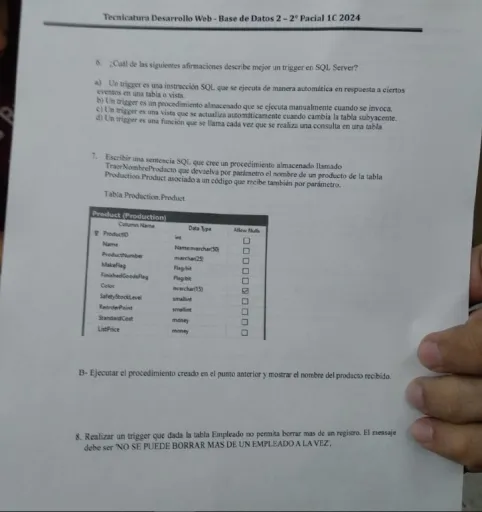 Tecnicatura Desarrollo Web - Base de Datos 2 – 2º Pacial 1C 2024
6. ¿Cuál de las siguientes afirmaciones describe mejor un trigger en SQL Server?
a) Un trigger es una instrucción SQL que se ejecuta de manera automática en respuesta a ciertos
eventos en una tabla o vista.
b) Un trigger es un procedimiento almacenado que se ejecuta manualmente cuando se invoca.
c) Un trigger es una vista que se actualiza automáticamente cuando cambia la tabla subyacente.
d) Un trigger es una función que se llama cada vez que se realiza una consulta en una tabla
7. Escribir una sentencia SQL que cree un procedimiento almacenado llamado
TraerNombreProducto que devuelva por parámetro el nombre de un producto de la tabla
Production.Product asociado a un código que recibe también por parámetro.
Tabla Production.Product
Product (Production)
Column Name Data Type Allow Nulls
ProductID int
Name Name:nvarchar(50)
ProductNumber nvarchar(25)
MakeFlag Flag:bit
FinishedGoodsFlag Flag:bit
Color nvarchar(15)
SafetyStockLevel smallint
ReorderPoint smallint
StandardCost money
ListPrice money
B- Ejecutar el procedimiento creado en el punto anterior y mostrar el nombre del producto recibido.
8. Realizar un trigger que dada la tabla Empleado no permita borrar mas de un registro. El mensaje
debe ser 'NO SE PUEDE BORRAR MAS DE UN EMPLEADO A LA VEZ'.